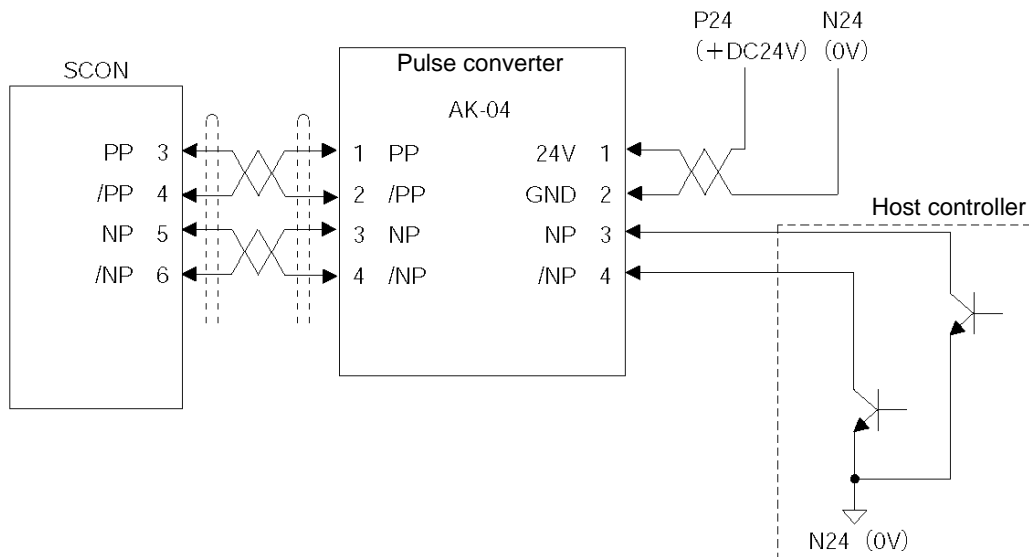 P24 N24
(+DC24V) (0V)
SCON
Pulse converter
AK-04
PP 3
/PP 4
NP 5
/NP 6
1 PP
2 /PP
3 NP
4 /NP
24V 1
GND 2
NP 3
/NP 4
Host controller
N24 (0V)